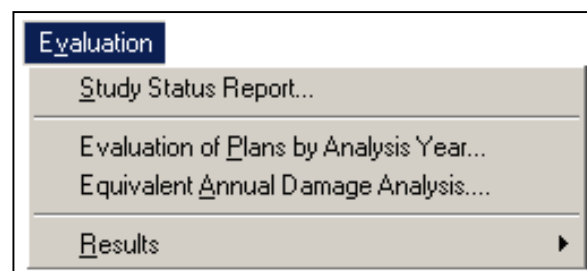 Evaluation
Study Status Report...
Evaluation of Plans by Analysis Year...
Equivalent Annual Damage Analysis....
Results